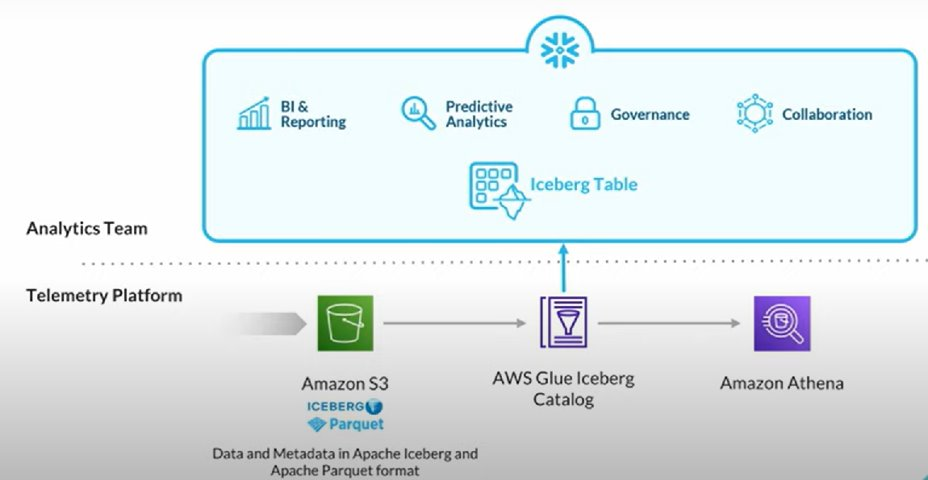 BI &
Reporting
Predictive
Analytics
Governance
Collaboration
Iceberg Table
Analytics Team
Telemetry Platform
Amazon S3
ICEBERG
Parquet
Data and Metadata in Apache Iceberg and
Apache Parquet format
AWS Glue Iceberg
Catalog
Amazon Athena